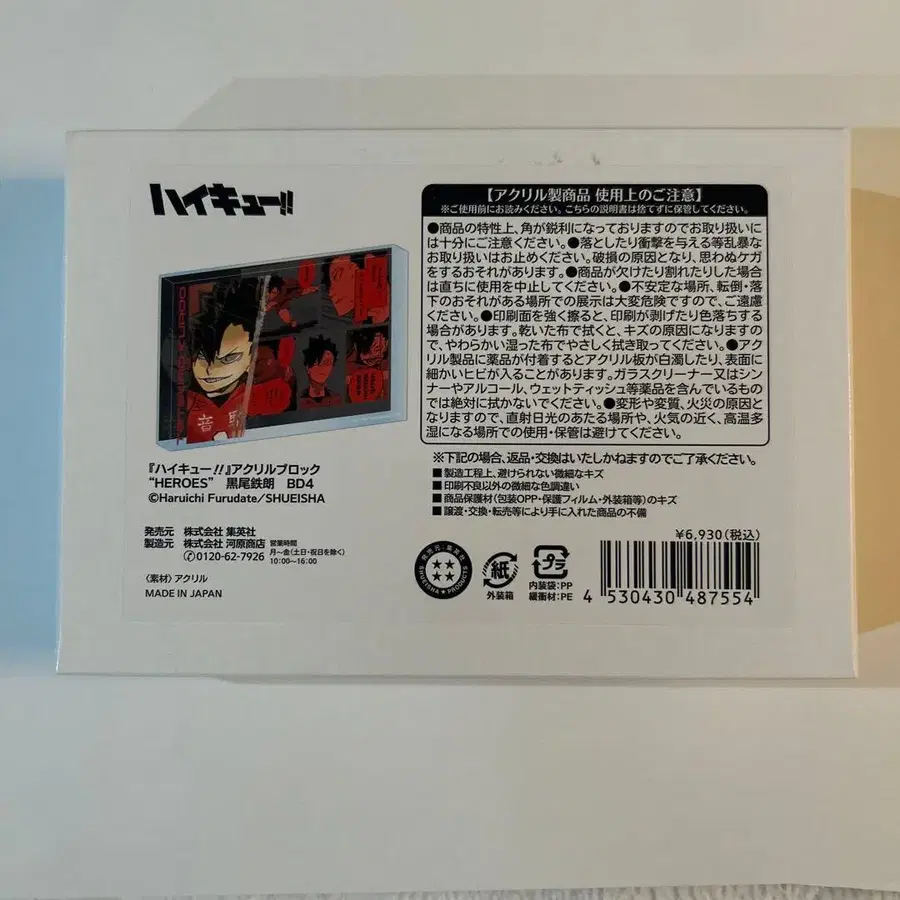 ハイキュー!!
音駒
『ハイキュー!!』アクリルブロック
“HEROES” 黒尾鉄朗 BD4
©Haruichi Furudate/SHUEISHA
発売元 株式会社 集英社
製造元 株式会社 河原商店
0120-62-7926
営業時間
月～金(土・日・祝日を除く)
10:00～16:00
〈素材〉アクリル
MADE IN JAPAN
【アクリル製商品 使用上のご注意】
※ご使用前にお読みください。こちらの説明書は捨てずに保管してください。
●商品の特性上、角が鋭利になっておりますのでお取り扱いに
は十分にご注意ください。●落としたり衝撃を与える等乱暴な
お取り扱いはお止めください。破損の原因となり、思わぬケガ
をするおそれがあります。●商品が欠けたり割れたりした場合
は直ちに使用を中止してください。●不安定な場所、転倒・落
下のおそれがある場所での展示は大変危険ですので、ご遠慮
ください。●印刷面を強く擦ると、印刷が剥げたり色落ちする
場合があります。乾いた布で拭くと、キズの原因になりますの
で、やわらかい湿った布でやさしく拭き取ってください。●ア
クリル製品に薬品が付着するとアクリル板が白濁したり、表面に
細かいヒビが入ることがあります。ガラスクリーナー又はシン
ナーやアルコール、ウェットティッシュ等薬品を含んでいるもの
では絶対に拭かないでください。●変形や変質、火災の原因と
なりますので、直射日光のあたる場所や、火気の近く、高温多
湿になる場所での使用・保管は避けてください。
※下記の場合、返品・交換はいたしかねますのでご了承ください。
■製造工程上、避けられない微細なキズ
■印刷不良以外の微細な色調違い
■商品保護材(包装OPP・保護フィルム・外装箱等)のキズ
■譲渡・交換・転売等により手に入れた商品の不備
¥6,930(税込)
発売元・集英社
SHUEISHA PRODUCTS
紙
外装箱
プラ
内装袋:PP
緩衝材:PE
4 530430 487554